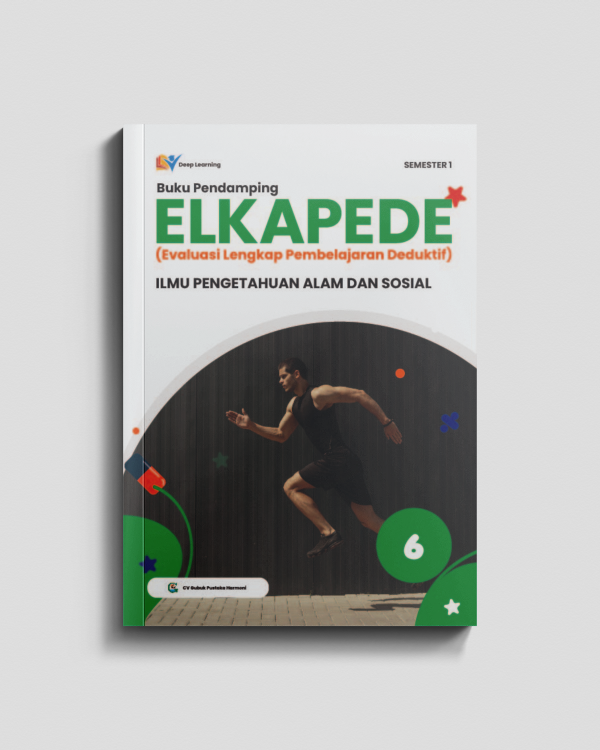 Deep Learning
SEMESTER 1
Buku Pendamping
ELKAPEDE
(Evaluasi Lengkap Pembelajaran Deduktif)
ILMU PENGETAHUAN ALAM DAN SOSIAL
6
CV Bubuk Pustaka Harmoni